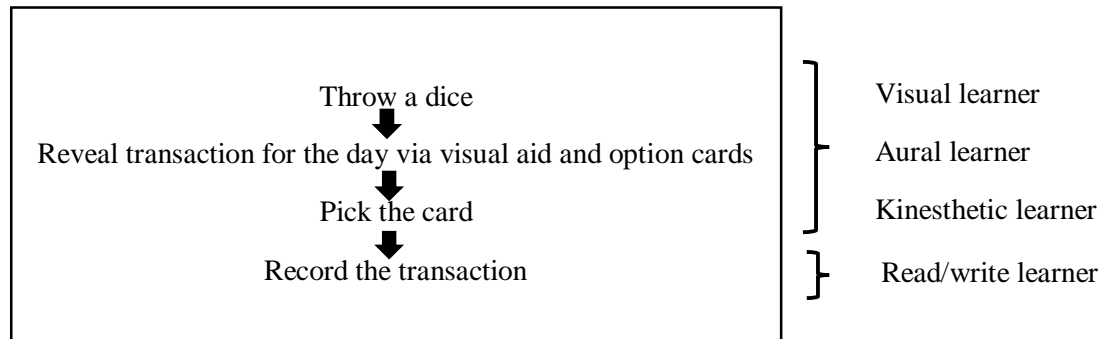 Throw a dice
Reveal transaction for the day via visual aid and option cards
Pick the card
Record the transaction
Visual learner
Aural learner
Kinesthetic learner
Read/write learner